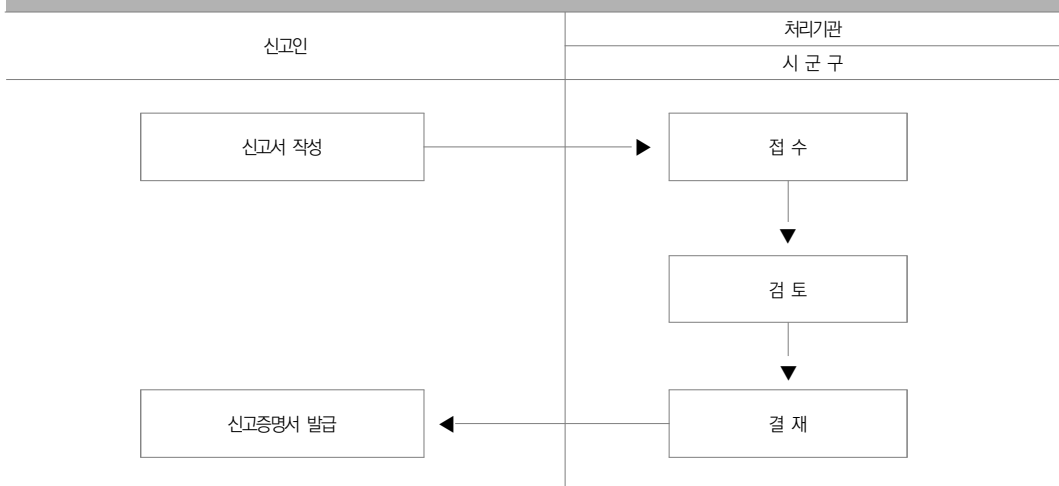 신고인
처리기관
시 군 구
신고서 작성
접 수
검 토
신고증명서 발급
결 재